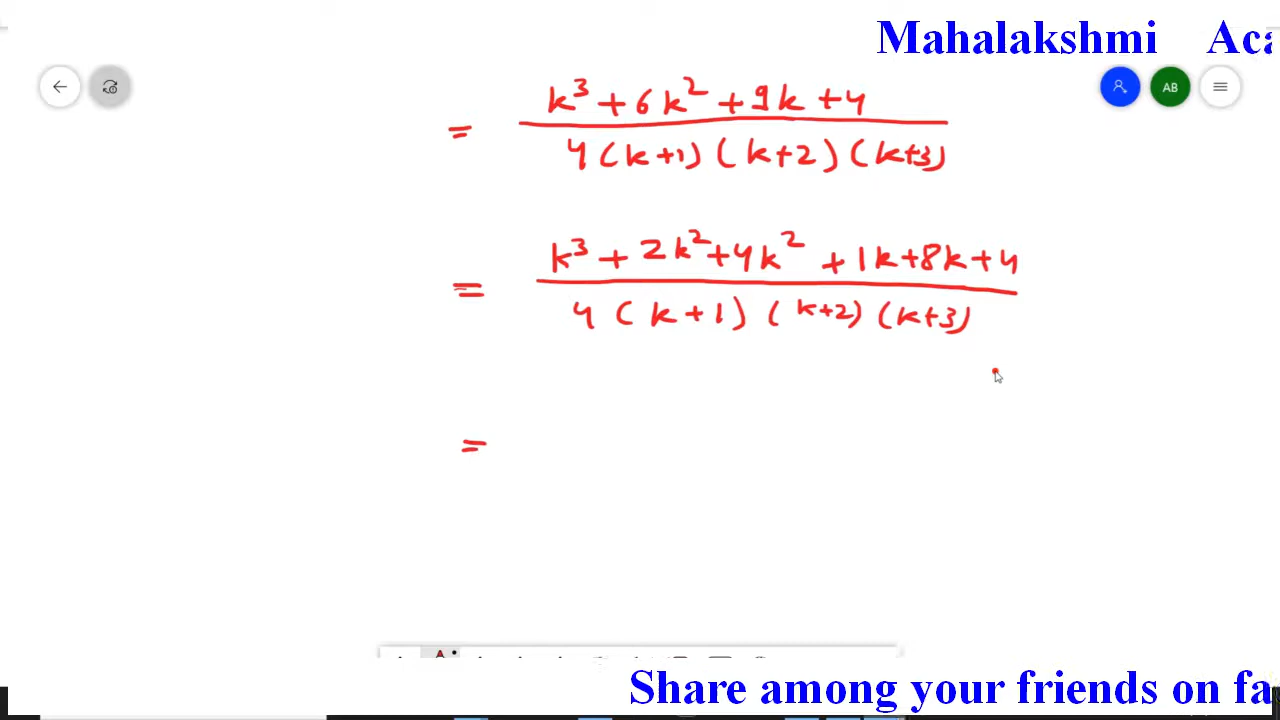 Mahalakshmi Aca
AB
= k³ + 6k² + 9k + 4
4(k+1) (k+2) (k+3)
= k³ + 2k² + 4k² + 1k + 8k + 4
4 (k+1) (k+2) (k+3)
=
Share among your friends on fa